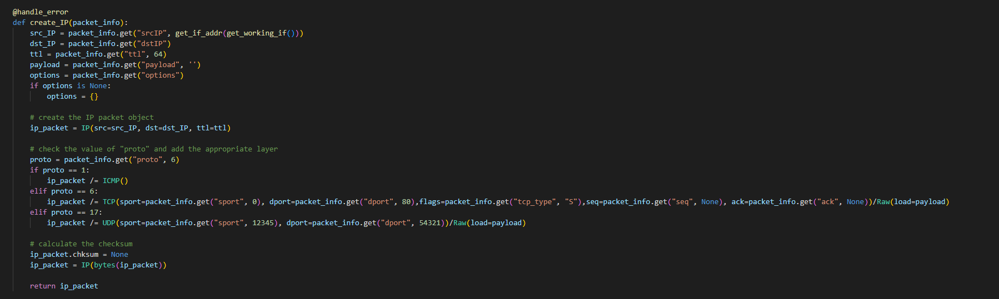 @handle_error
def create_IP(packet_info):
    src_IP = packet_info.get("srcIP", get_if_addr(get_working_if()))
    dst_IP = packet_info.get("dstIP")
    ttl = packet_info.get("ttl", 64)
    payload = packet_info.get("payload", '')
    options = packet_info.get("options")
    if options is None:
        options = {}
    # create the IP packet object
    ip_packet = IP(src=src_IP, dst=dst_IP, ttl=ttl)
    # check the value of "proto" and add the appropriate layer
    proto = packet_info.get("proto", 6)
    if proto == 1:
        ip_packet /= ICMP()
    elif proto == 6:
        ip_packet /= TCP(sport=packet_info.get("sport", 0), dport=packet_info.get("dport", 80),flags=packet_info.get("tcp_type", "S"),seq=packet_info.get("seq", None), ack=packet_info.get("ack", None))/Raw(load=payload)
    elif proto == 17:
        ip_packet /= UDP(sport=packet_info.get("sport", 12345), dport=packet_info.get("dport", 54321))/Raw(load=payload)
    # calculate the checksum
    ip_packet.chksum = None
    ip_packet = IP(bytes(ip_packet))
    return ip_packet